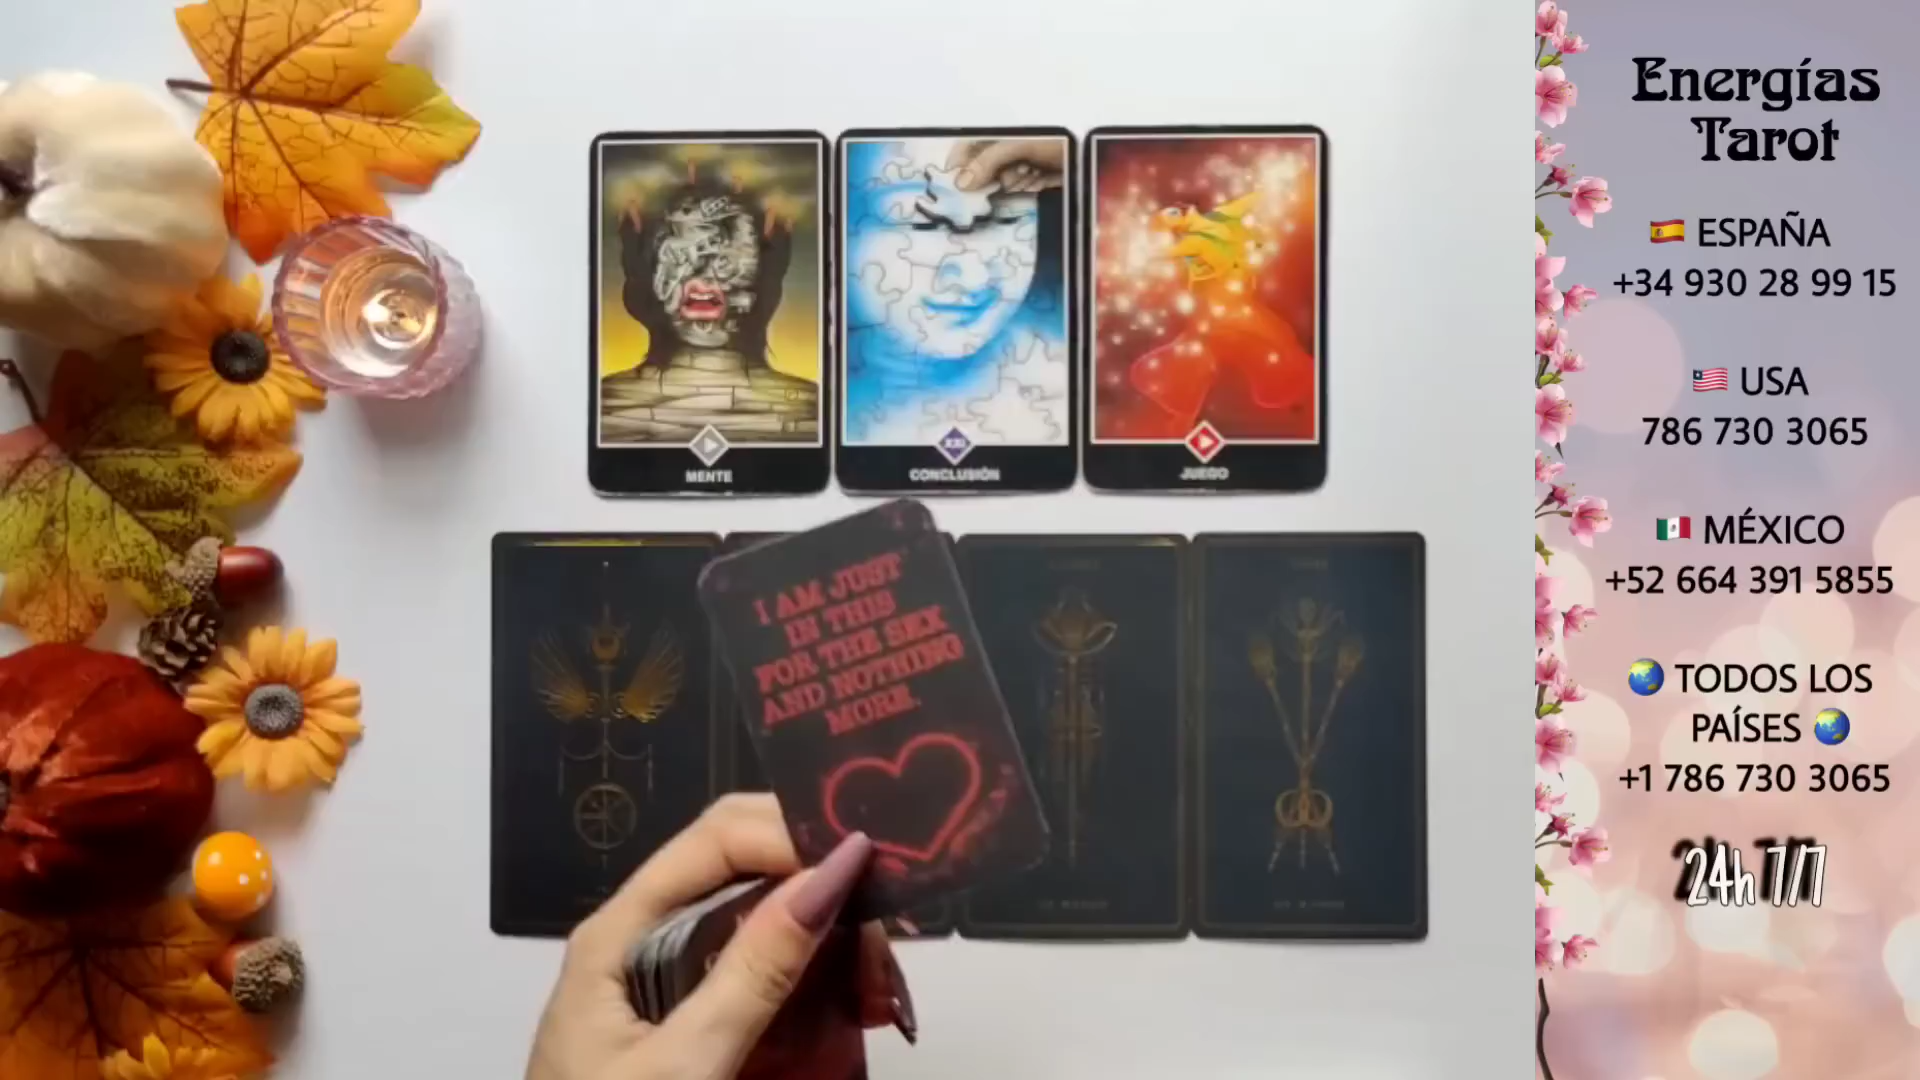 MENTE
XXI
CONCLUSIÓN
JUEGO
I AM JUST
IN THIS
FOR THE SEX
AND NOTHING
MORE.
Energías
Tarot
🇪🇸 ESPAÑA
+34 930 28 99 15
🇱🇷 USA
786 730 3065
🇲🇽 MÉXICO
+52 664 391 5855
🌏 TODOS LOS
PAÍSES 🌏
+1 786 730 3065
24h 7/7